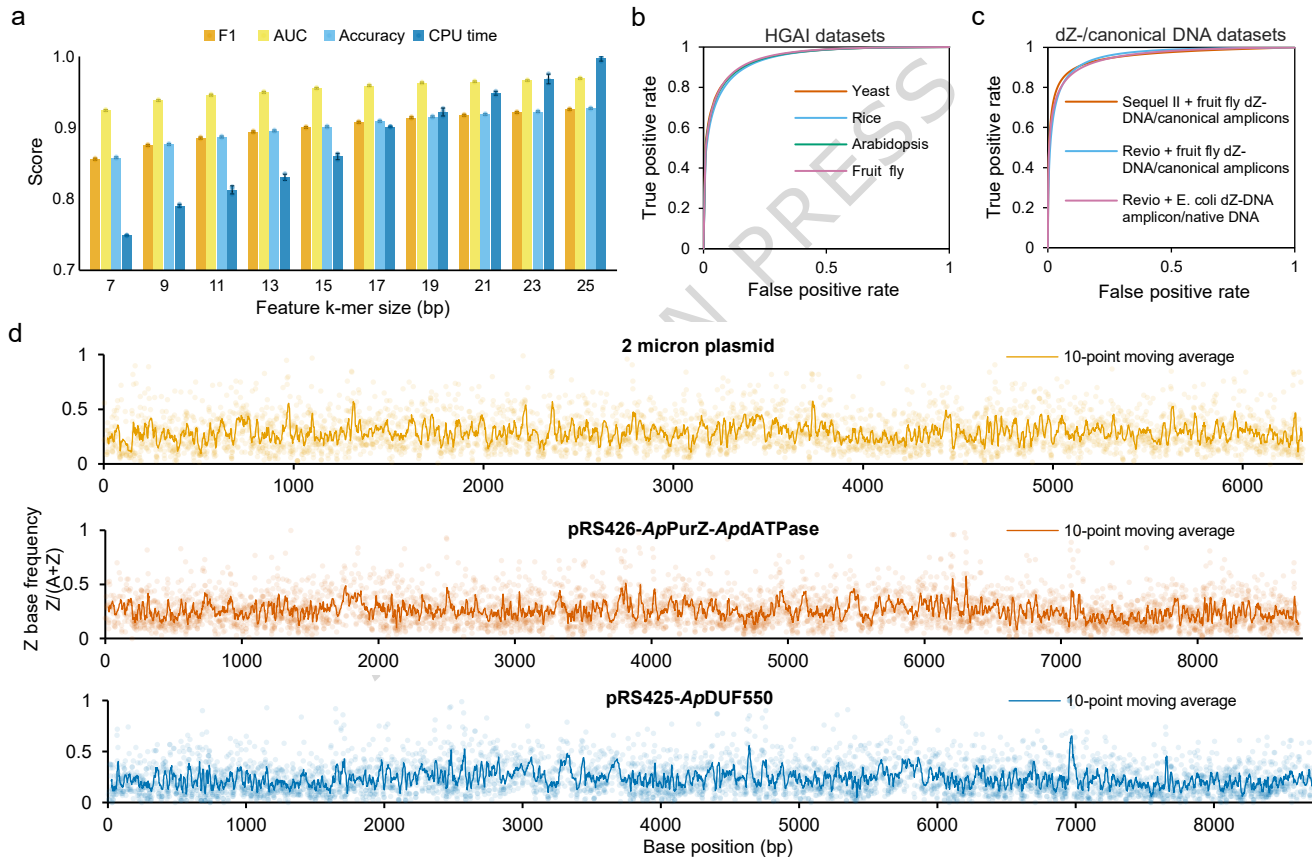 a
F1 AUC Accuracy CPU time
Score
1.0
0.9
0.8
0.7
7 9 11 13 15 17 19 21 23 25
Feature k-mer size (bp)
b
HGAI datasets
True positive rate
1
0.8
0.6
0.4
0.2
0
Yeast
Rice
Arabidopsis
Fruit fly
0 0.5 1
False positive rate
c
dZ-/canonical DNA datasets
True positive rate
1
0.8
0.6
0.4
0.2
0
Sequel II + fruit fly dZ-
DNA/canonical amplicons
Revio + fruit fly dZ-
DNA/canonical amplicons
Revio + E. coli dZ-DNA
amplicon/native DNA
0 0.5 1
False positive rate
N PRESS
d
2 micron plasmid
10-point moving average
1
0.5
0
0 1000 2000 3000 4000 5000 6000
Z base frequency
Z/(A+Z)
pRS426-ApPurZ-ApdATPase
10-point moving average
1
0.5
0
0 1000 2000 3000 4000 5000 6000 7000 8000
pRS425-ApDUF550
10-point moving average
1
0.5
0
0 1000 2000 3000 4000 5000 6000 7000 8000
Base position (bp)